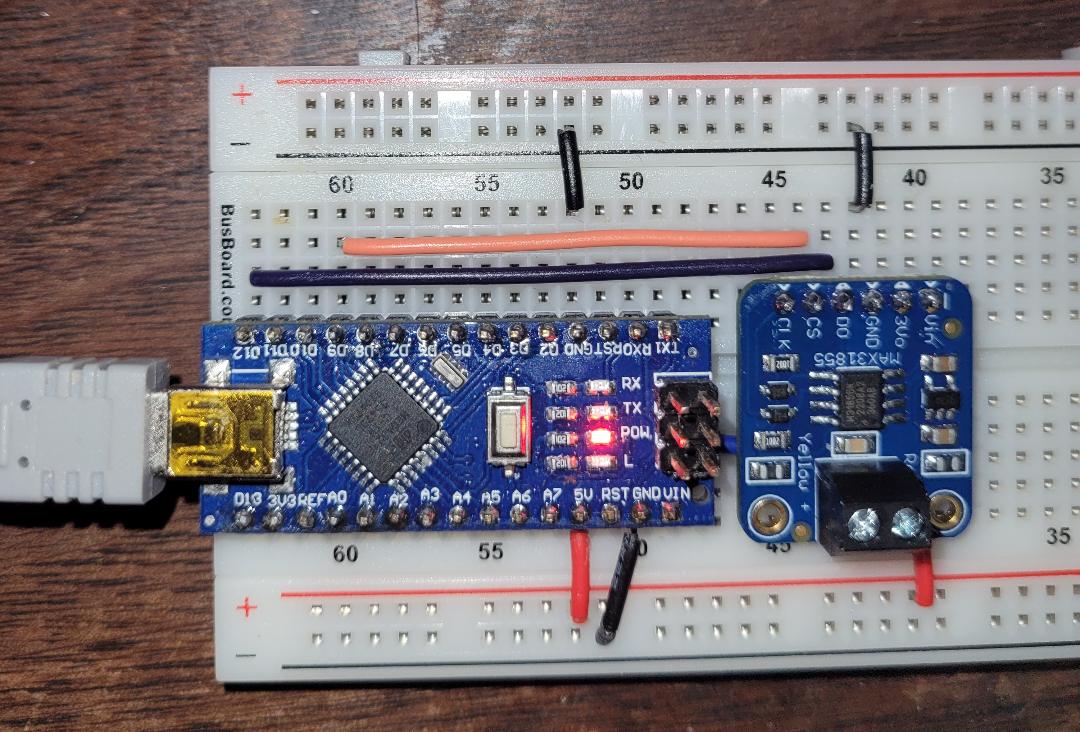 +
−
60 55 50 45 40 35
BusBoard.co
D12 D11 D10 D9 D8 D7 D6 D5 D4 D3 D2 GND RST RX0 TX1
RX
TX
POW
L
D13 3V3 REF A0 A1 A2 A3 A4 A5 A6 A7 5V RST GND VIN
CLK
CS
DO
GND
3Vo
Vin
MAX31855
Yellow +
60 55 50 45 35
+
−